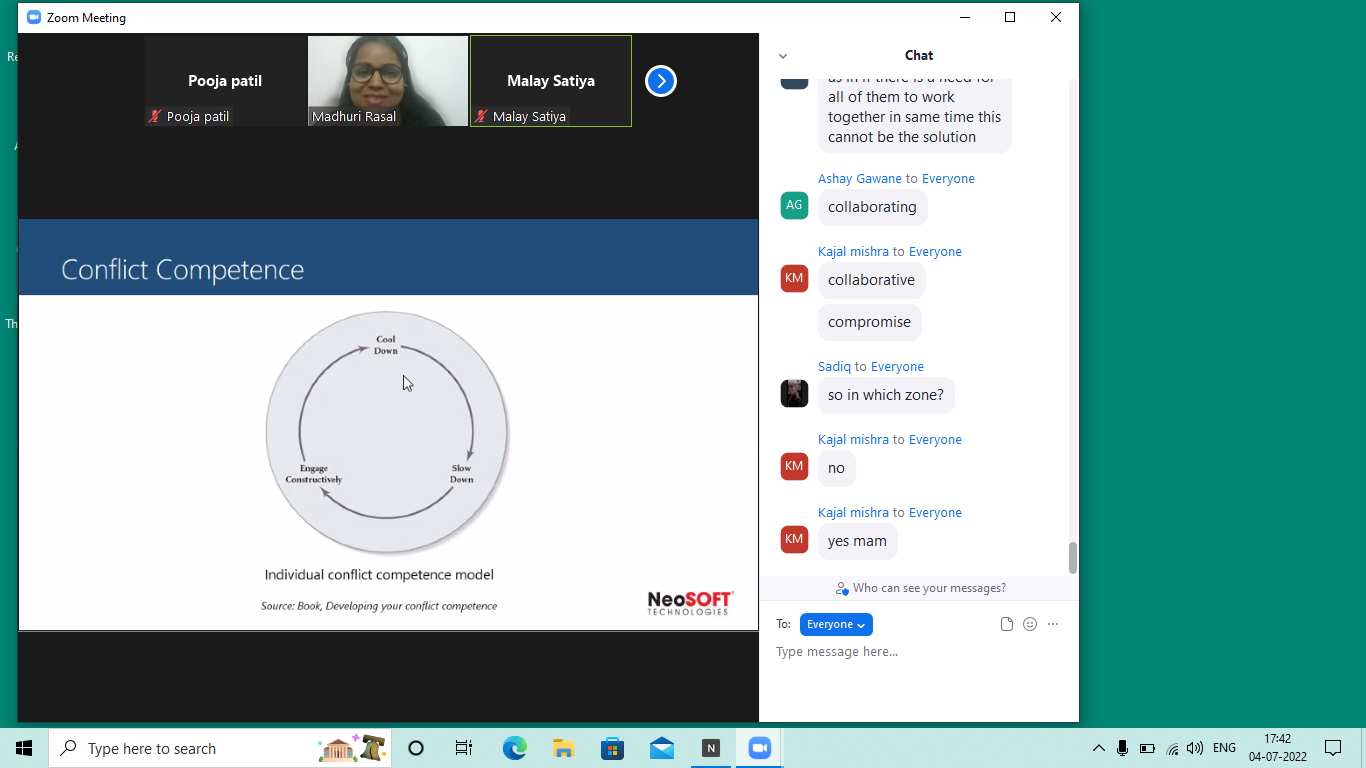 Zoom Meeting
Re
Th
Pooja patil
Pooja patil
Madhuri Rasal
Malay Satiya
Malay Satiya
Conflict Competence
Cool
Down
Engage
Constructively
Slow
Down
Individual conflict competence model
Source: Book, Developing your conflict competence
NeoSOFT
TECHNOLOGIES
Chat
all of them to work
together in same time this
cannot be the solution
Ashay Gawane to Everyone
AG
collaborating
Kajal mishra to Everyone
KM
collaborative
compromise
Sadiq to Everyone
so in which zone?
Kajal mishra to Everyone
KM
no
Kajal mishra to Everyone
KM
yes mam
Who can see your messages?
To: Everyone
Type message here...
Type here to search
N
ENG
17:42
04-07-2022